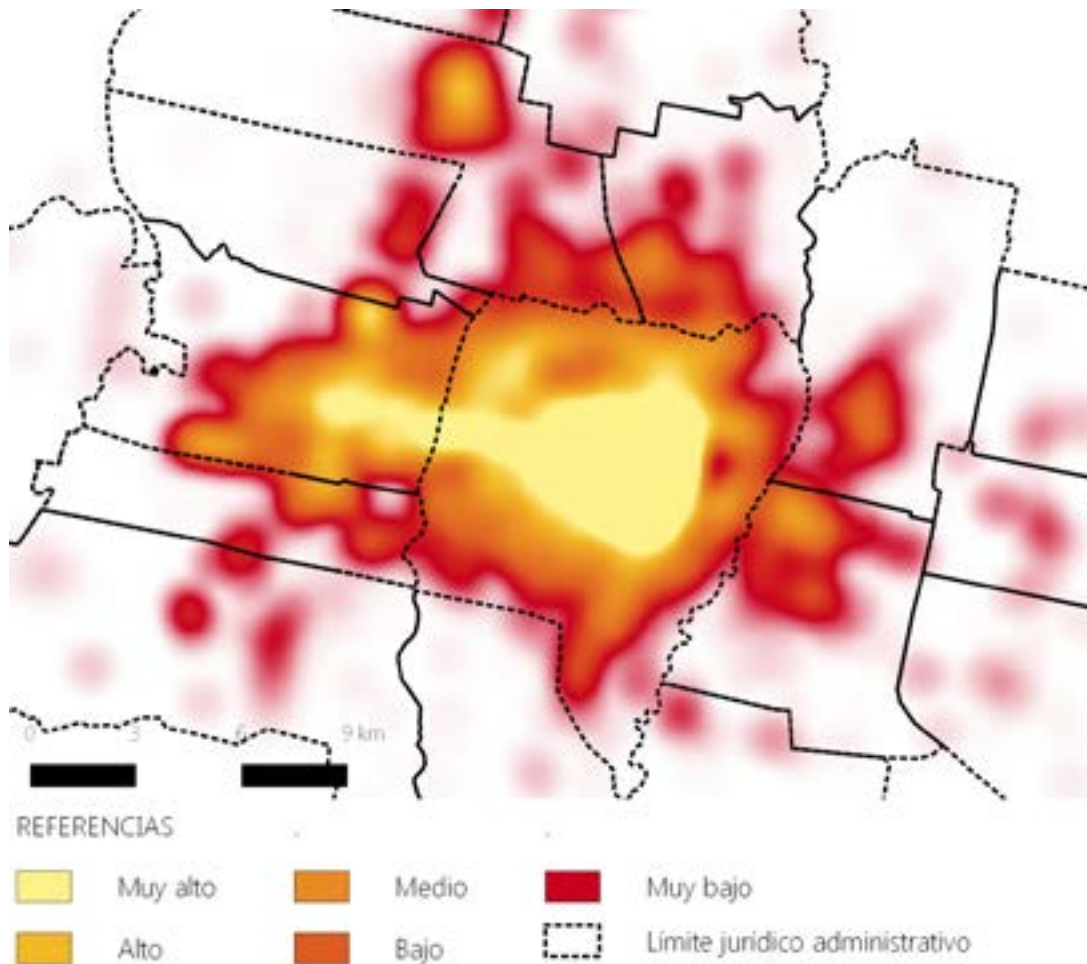 0 3 6 9 km
REFERENCIAS
Muy alto Medio Muy bajo
Alto Bajo Límite jurídico administrativo